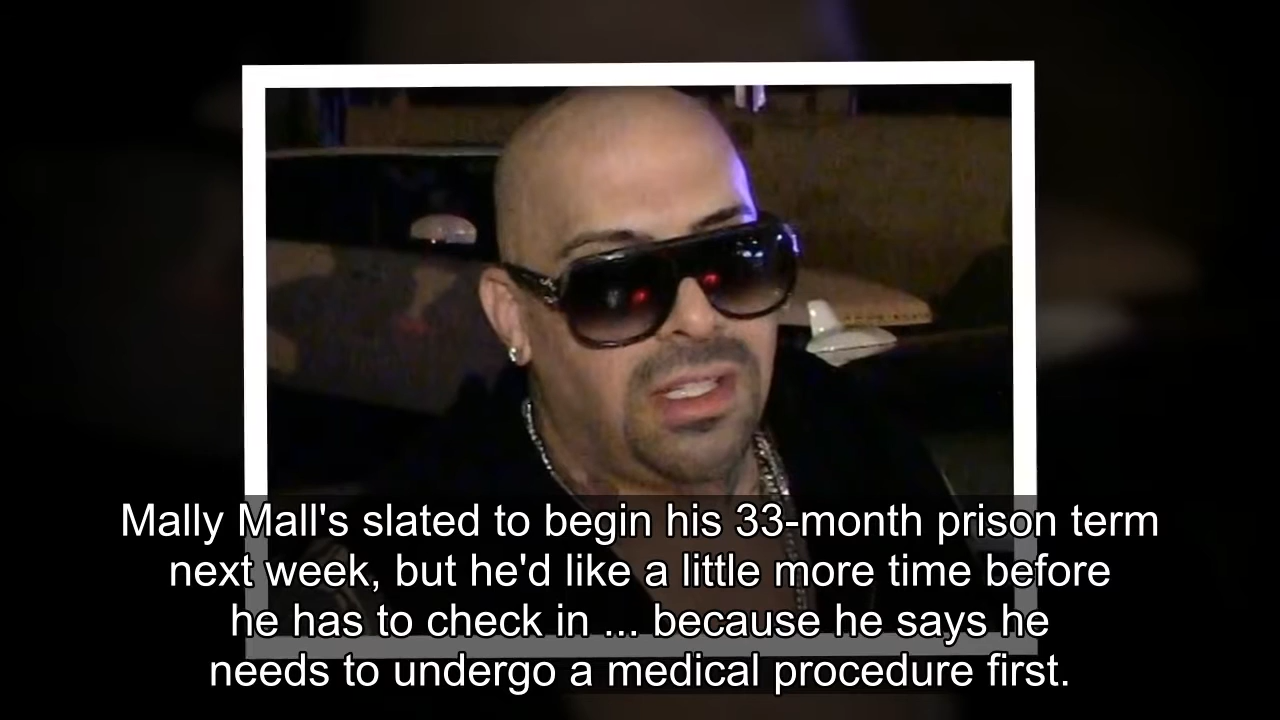 Mally Mall's slated to begin his 33-month prison term
next week, but he'd like a little more time before
he has to check in ... because he says he
needs to undergo a medical procedure first.